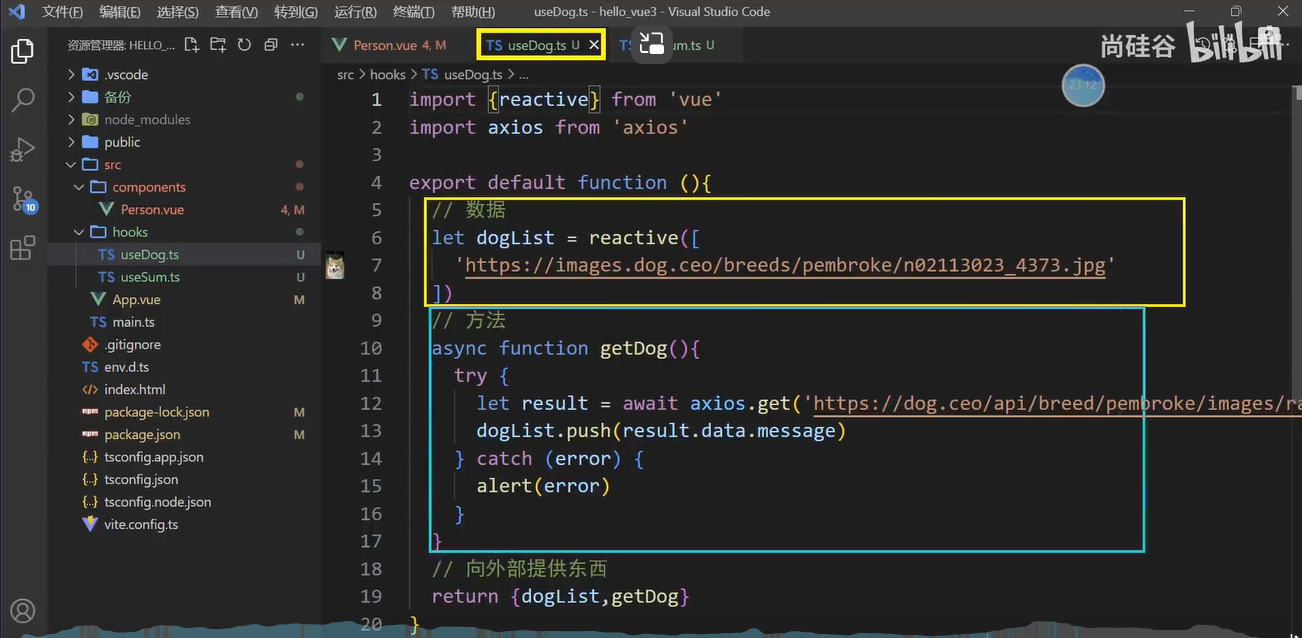 文件(F) 编辑(E) 选择(S) 查看(V) 转到(G) 运行(R) 终端(T) 帮助(H) useDog.ts - hello_vue3 - Visual Studio Code
资源管理器: HELLO_...
Person.vue 4, M
TS useDog.ts U
TS um.ts U
尚硅谷 bilibili
23:12
src > hooks > TS useDog.ts > ...
.vscode
备份
node_modules
public
src
components
Person.vue 4, M
hooks
TS useDog.ts U
TS useSum.ts U
App.vue M
TS main.ts
.gitignore
TS env.d.ts
index.html
package-lock.json M
package.json M
{..} tsconfig.app.json
{..} tsconfig.json
{..} tsconfig.node.json
vite.config.ts
10
1 import {reactive} from 'vue'
2 import axios from 'axios'
3
4 export default function (){
5 // 数据
6 let dogList = reactive([
7 'https://images.dog.ceo/breeds/pembroke/n02113023_4373.jpg'
8 ])
9 // 方法
10 async function getDog(){
11 try {
12 let result = await axios.get('https://dog.ceo/api/breed/pembroke/images/ra
13 dogList.push(result.data.message)
14 } catch (error) {
15 alert(error)
16 }
17 }
18 // 向外部提供东西
19 return {dogList,getDog}
20 }